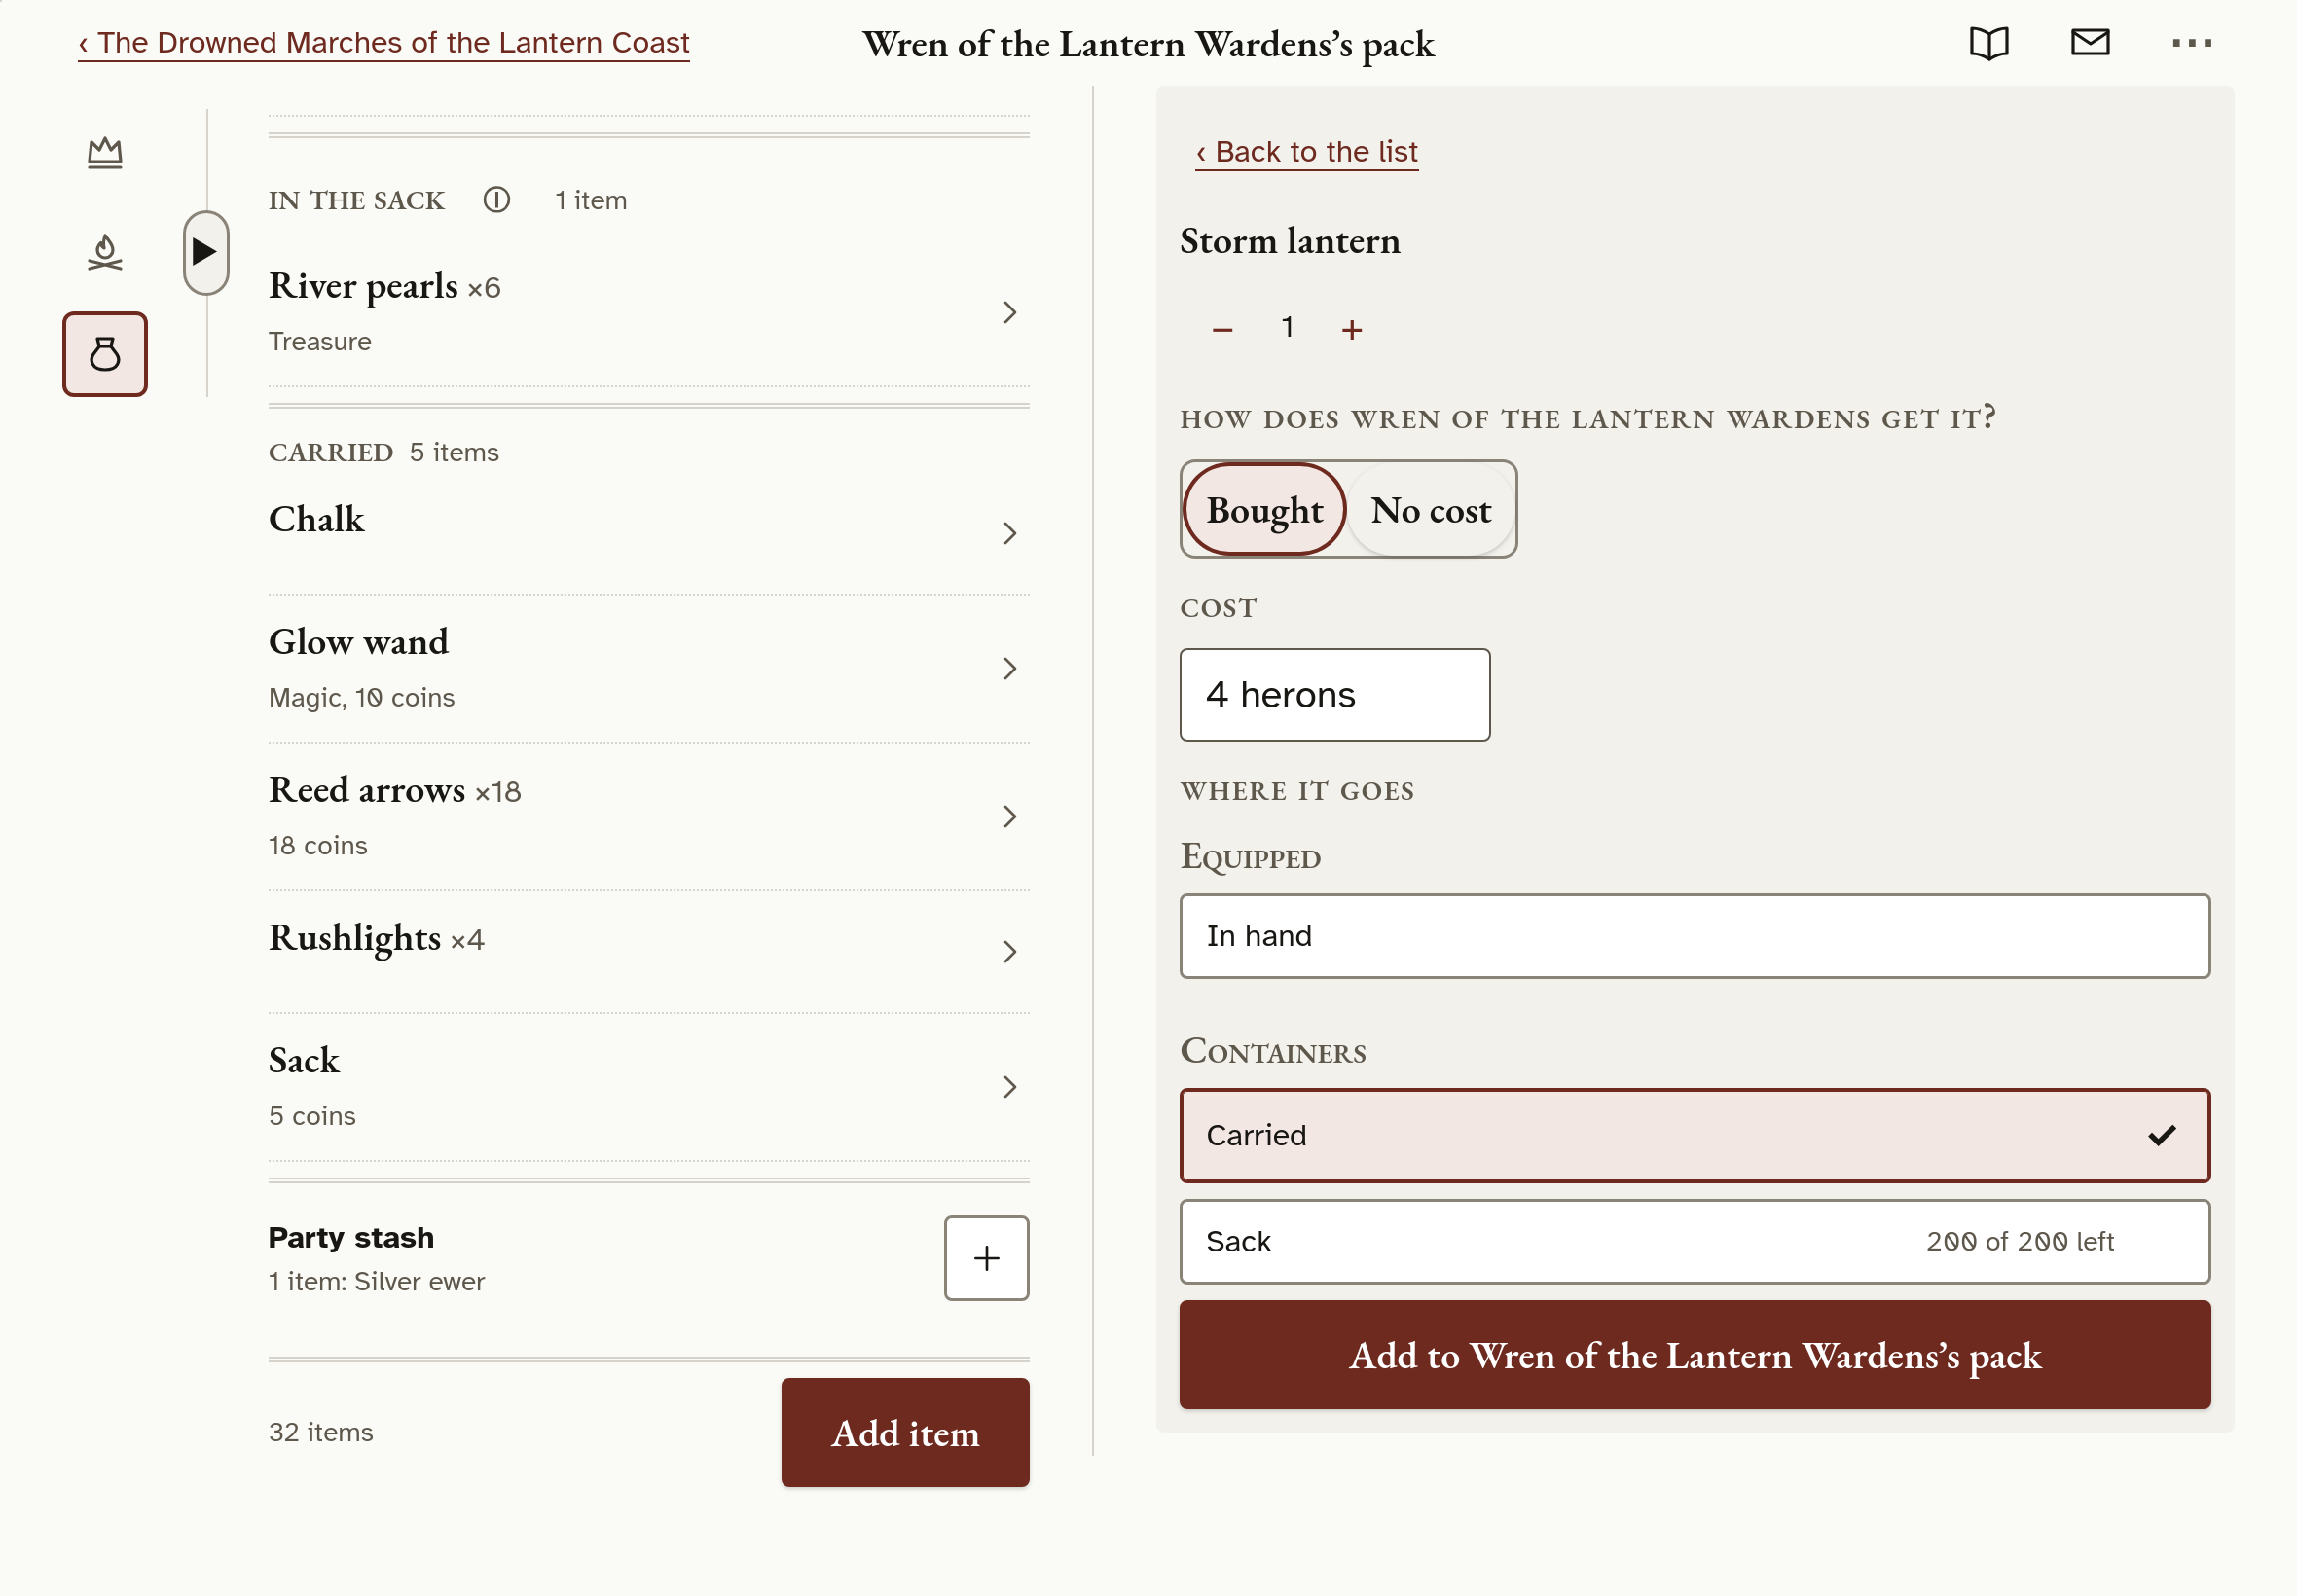 ‹ The Drowned Marches of the Lantern Coast
Wren of the Lantern Wardens’s pack
IN THE SACK 1 item
River pearls ×6
Treasure
CARRIED 5 items
Chalk
Glow wand
Magic, 10 coins
Reed arrows ×18
18 coins
Rushlights ×4
Sack
5 coins
Party stash
1 item: Silver ewer
32 items
Add item
‹ Back to the list
Storm lantern
− 1 +
HOW DOES WREN OF THE LANTERN WARDENS GET IT?
Bought No cost
COST
4 herons
WHERE IT GOES
EQUIPPED
In hand
CONTAINERS
Carried
Sack 200 of 200 left
Add to Wren of the Lantern Wardens’s pack